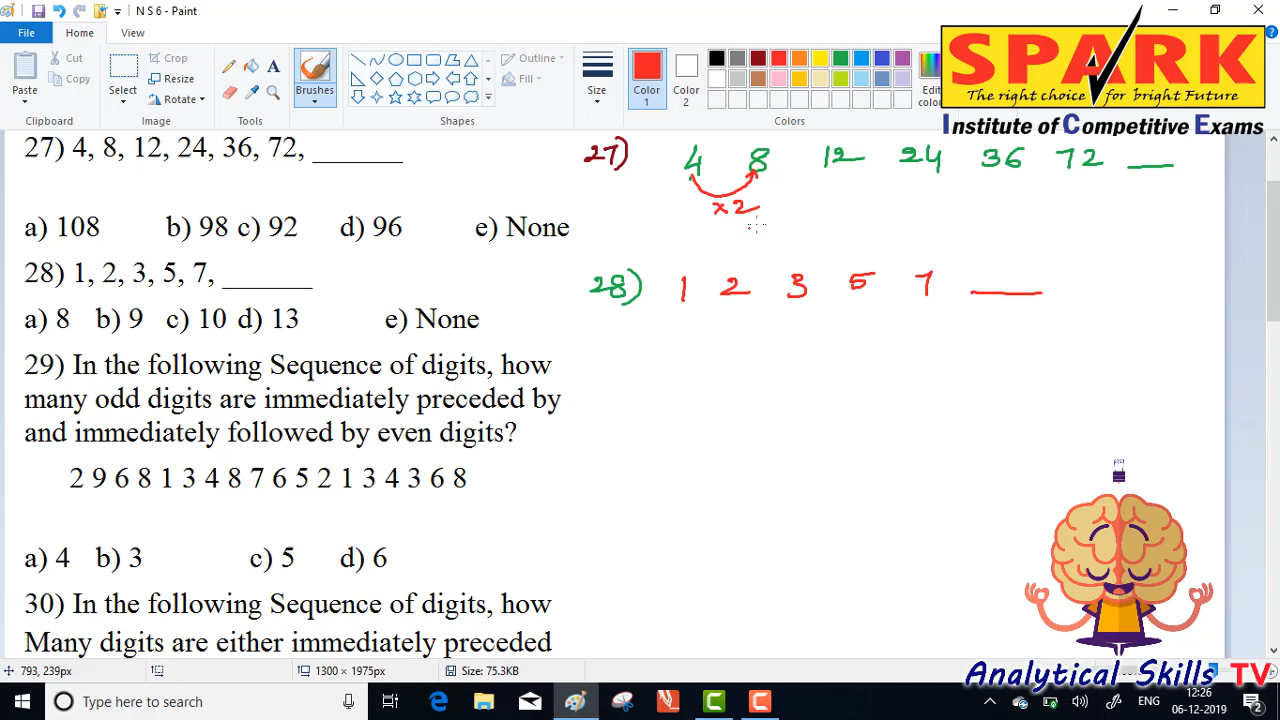 N S 6 - Paint
File Home View
Paste
Cut
Copy
Clipboard
Select
Crop
Resize
Rotate
Image
Tools
Brushes
Shapes
Outline
Fill
Size
Color 1
Color 2
Edit colo
Colors
SPARK
The right choice for bright Future
Institute of Competitive Exams
27) 4, 8, 12, 24, 36, 72, ______
a) 108 b) 98 c) 92 d) 96 e) None
28) 1, 2, 3, 5, 7, ______
a) 8 b) 9 c) 10 d) 13 e) None
29) In the following Sequence of digits, how
many odd digits are immediately preceded by
and immediately followed by even digits?
2 9 6 8 1 3 4 8 7 6 5 2 1 3 4 3 6 8
a) 4 b) 3 c) 5 d) 6
30) In the following Sequence of digits, how
Many digits are either immediately preceded
27) 4 8 12 24 36 72 __
×2
28) 1 2 3 5 7 ___
793, 239px
1300 × 1975px
Size: 75.3KB
Analytical Skills TV
Type here to search
ENG
12:26
06-12-2019
2